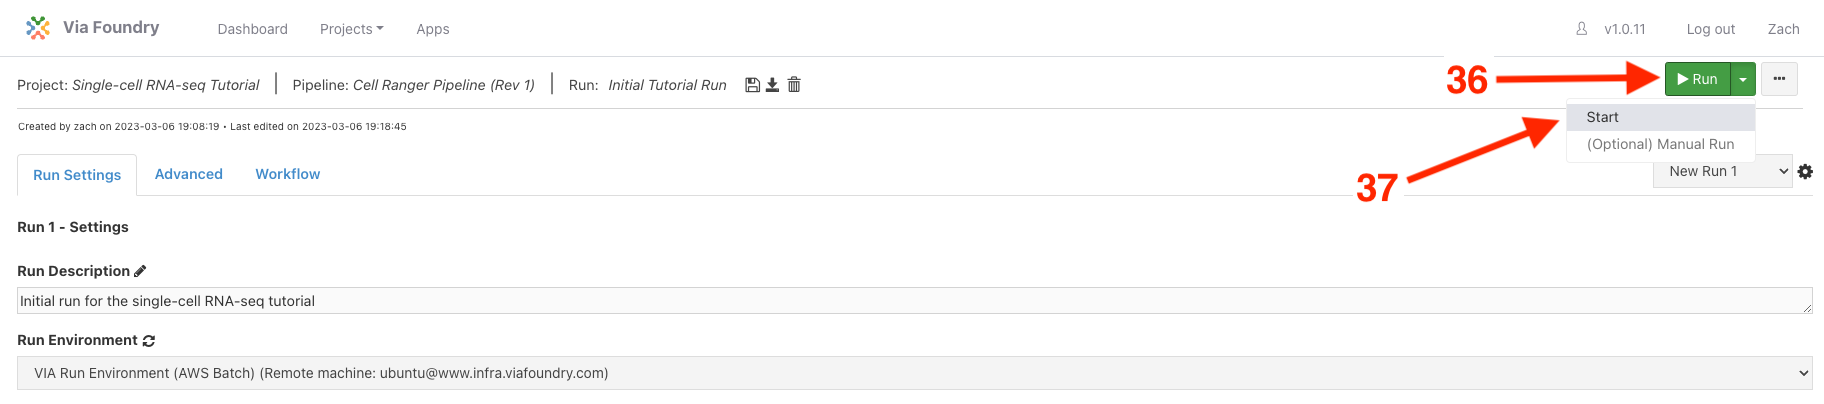 Via Foundry Dashboard Projects Apps v1.0.11 Log out Zach
Project: Single-cell RNA-seq Tutorial | Pipeline: Cell Ranger Pipeline (Rev 1) | Run: Initial Tutorial Run 36 Run ...
Created by zach on 2023-03-06 19:08:19 • Last edited on 2023-03-06 19:18:45
Start
(Optional) Manual Run
Run Settings Advanced Workflow New Run 1
37
Run 1 - Settings
Run Description
Initial run for the single-cell RNA-seq tutorial
Run Environment
VIA Run Environment (AWS Batch) (Remote machine: ubuntu@www.infra.viafoundry.com)